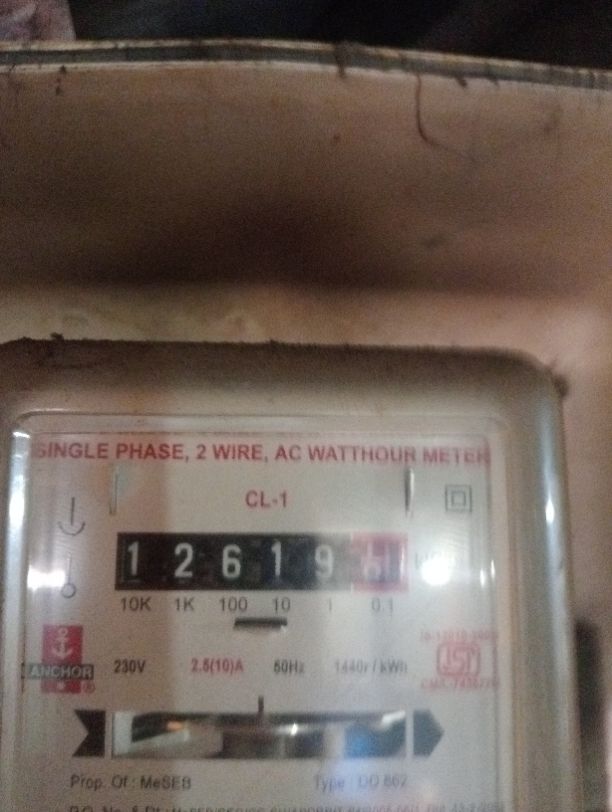 SINGLE PHASE, 2 WIRE, AC WATTHOUR METER
CL-1
1 2 6 1 9
10K 1K 100 10 1 0.1
ANCHOR ®
230V 2.5(10)A 50Hz 1440r / kWh
Prop. Of : MeSEB Type : DD 862